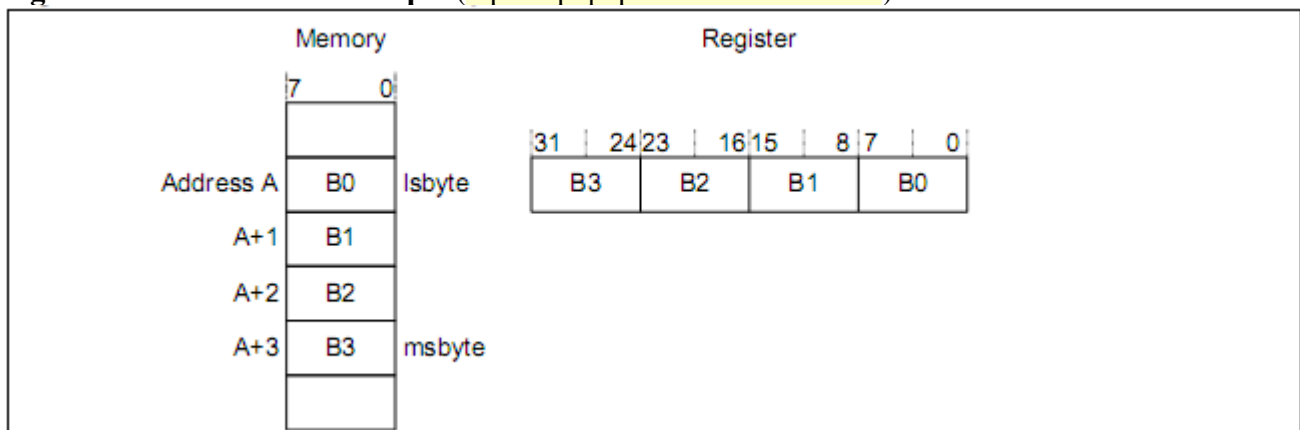 Memory
Register
7 0
31 24 23 16 15 8 7 0
Address A B0 lsbyte B3 B2 B1 B0
A+1 B1
A+2 B2
A+3 B3 msbyte